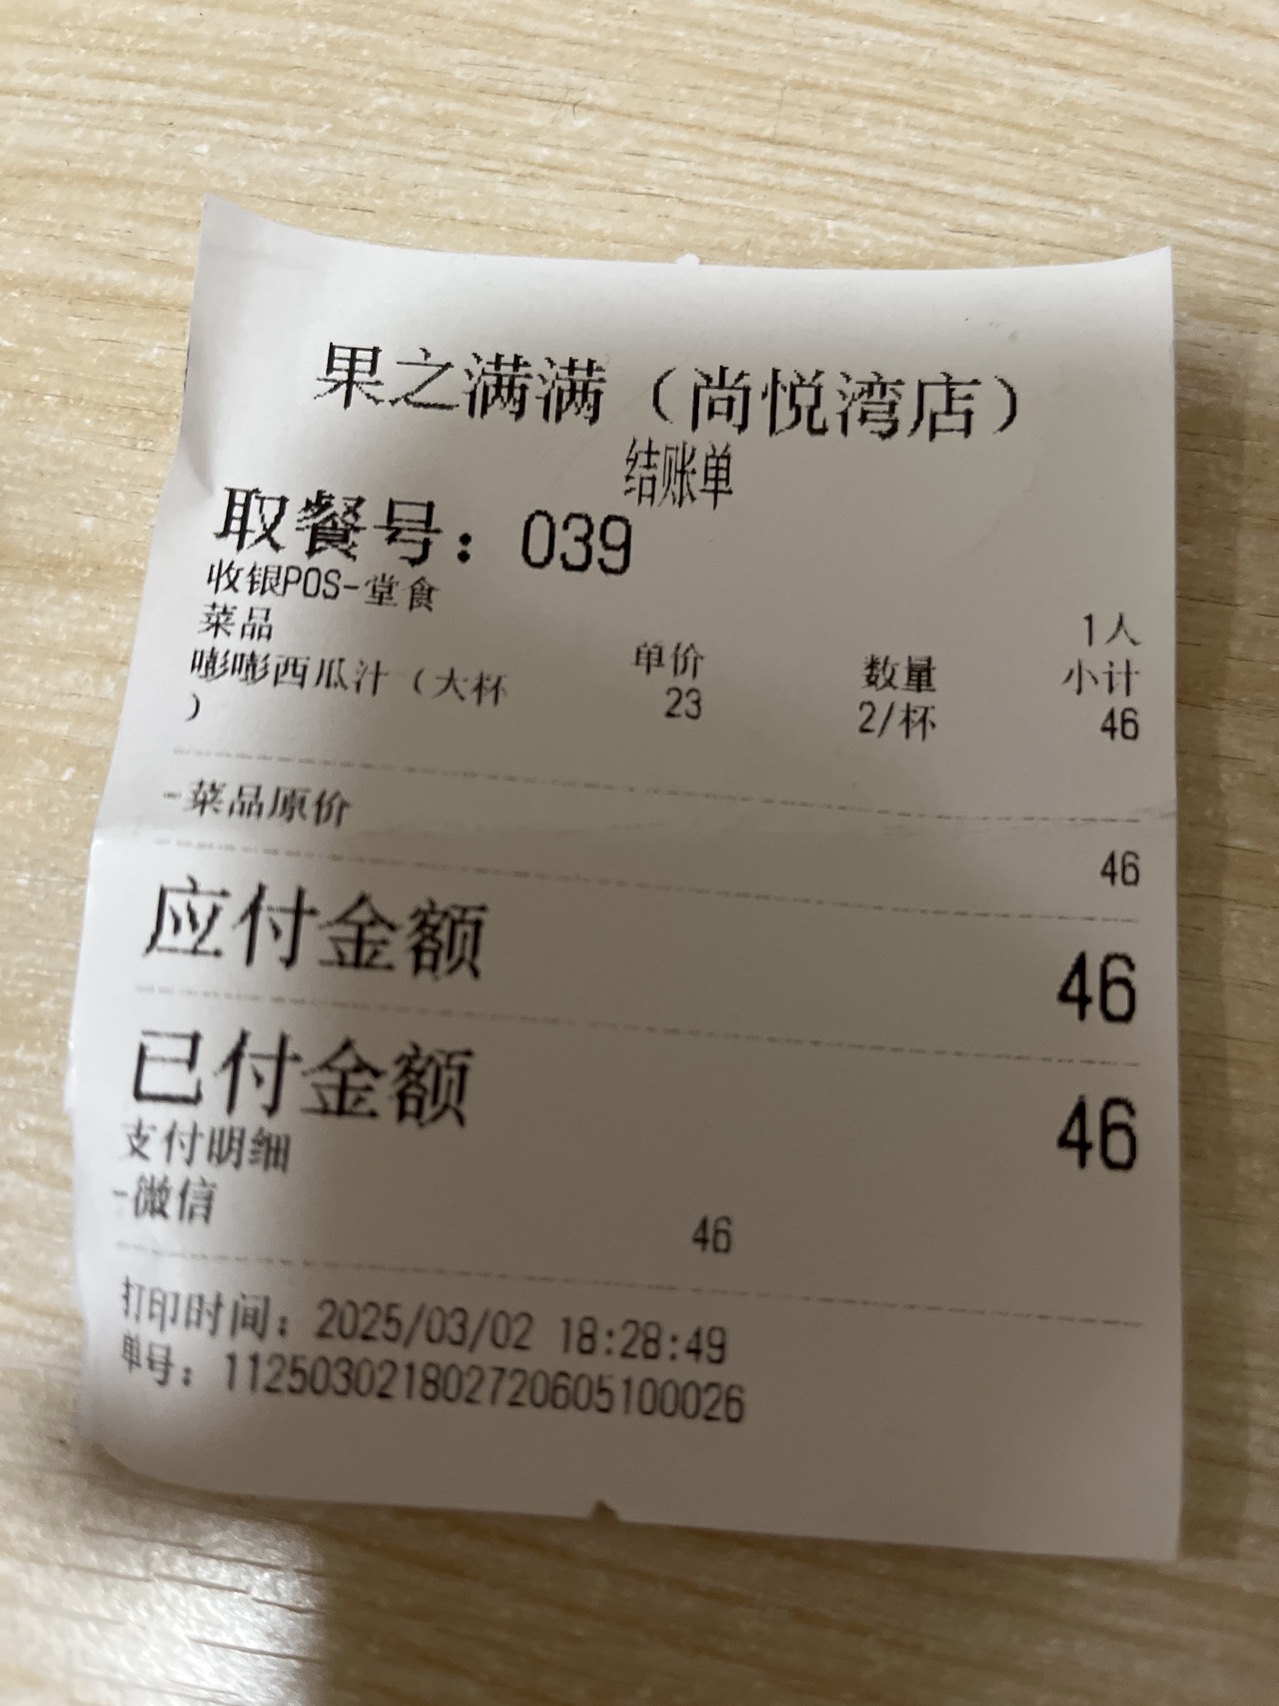 果之满满（尚悦湾店）
结账单
取餐号：039
收银POS-堂食 1人
菜品 单价 数量 小计
嘭嘭西瓜汁（大杯 23 2/杯 46
）
-菜品原价 46
应付金额 46
已付金额 46
支付明细
-微信 46
打印时间：2025/03/02 18:28:49
单号：112503021802720605100026